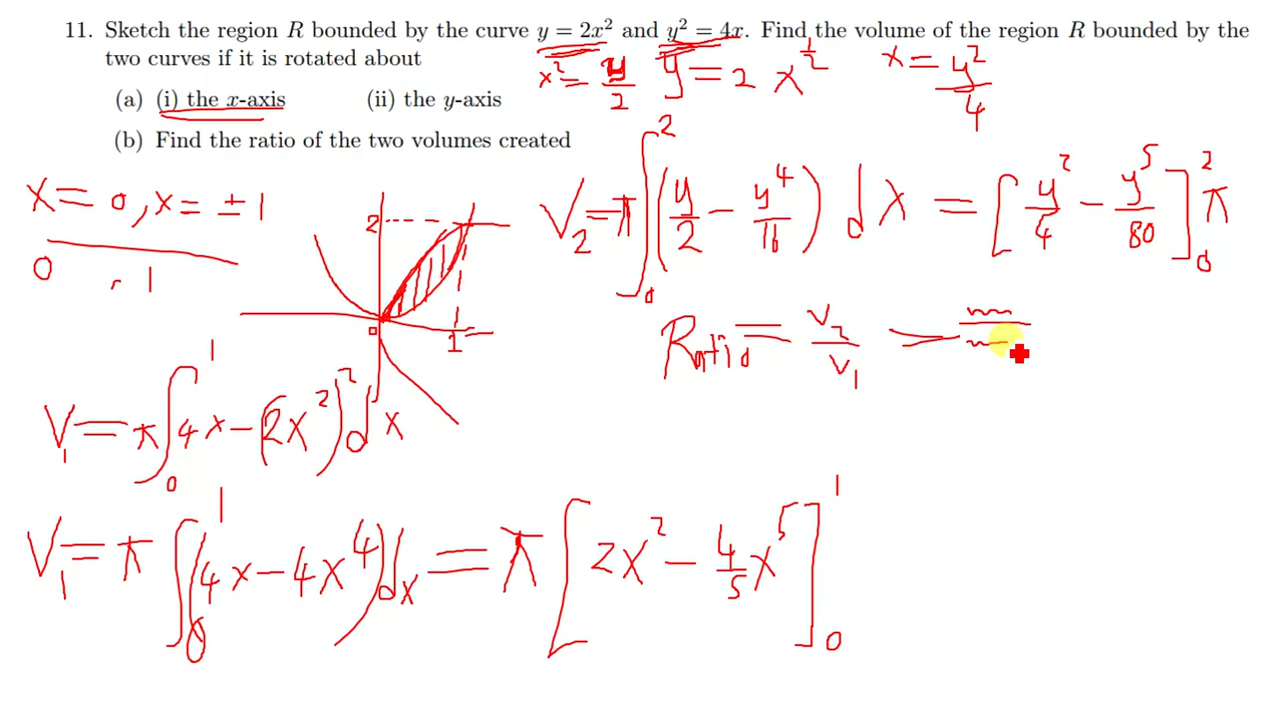 11. Sketch the region R bounded by the curve y = 2x² and y² = 4x. Find the volume of the region R bounded by the
two curves if it is rotated about
x² = y/2 y = 2 x^½ x = y²/4
(a) (i) the x-axis (ii) the y-axis
(b) Find the ratio of the two volumes created
x = 0, x = ±1
0, 1
2
0
1
V₂ = π ∫₀² (y/2 − y⁴/16) dx = [y²/4 − y⁵/80]₀² π
Ratio = V₂/V₁ =
V₁ = π ∫₀¹ 4x − (2x²)² dx
V₁ = π ∫₀¹ (4x − 4x⁴) dx = π [2x² − 4/5 x⁵]₀¹